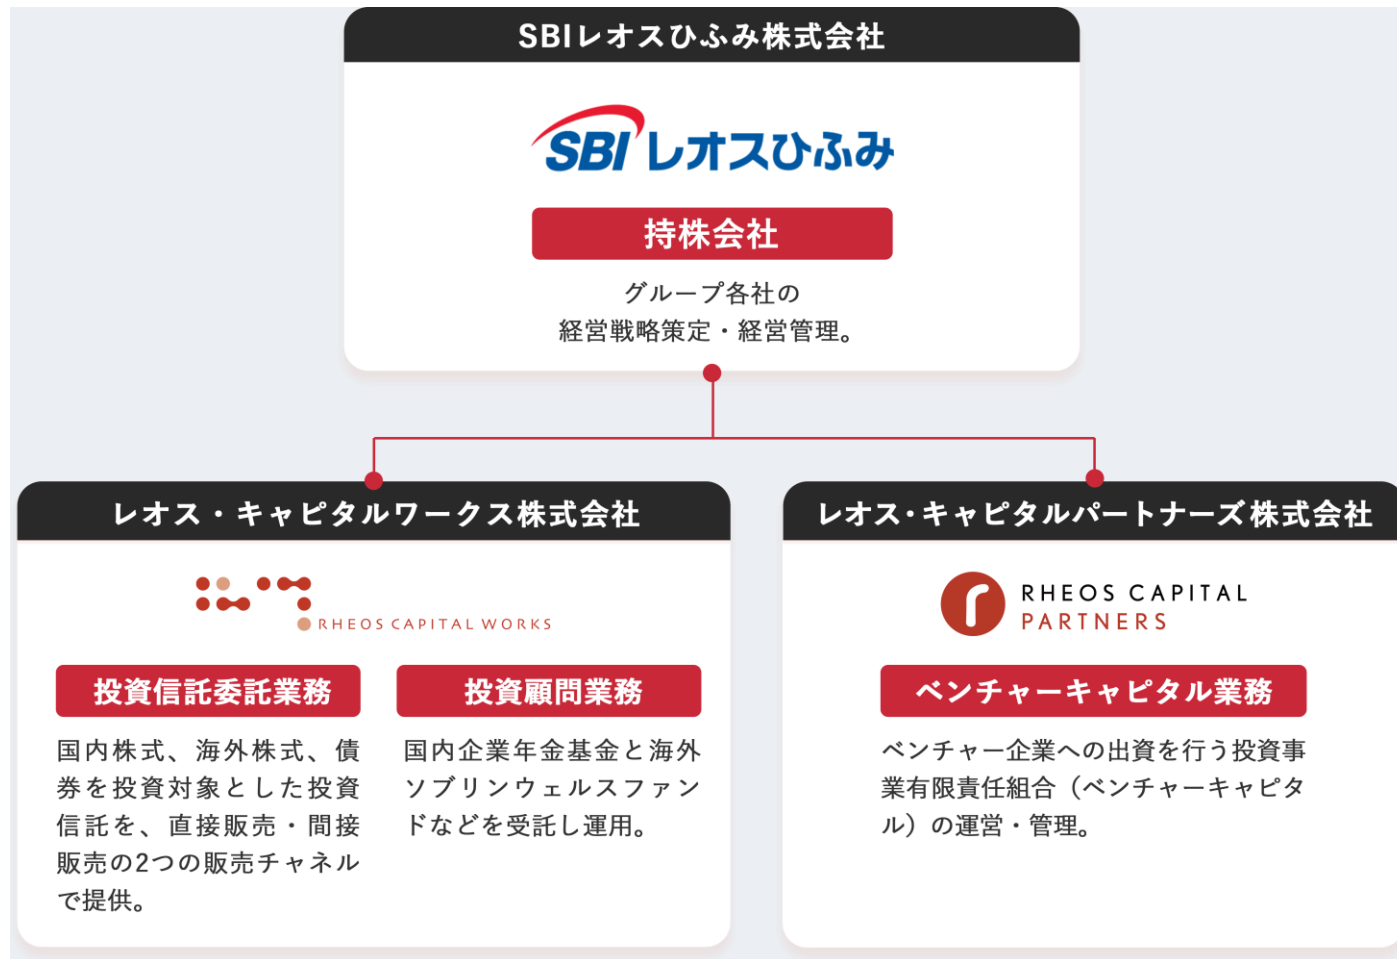 SBIレオスひふみ株式会社
SBIレオスひふみ
持株会社
グループ各社の
経営戦略策定・経営管理。
レオス・キャピタルワークス株式会社
RHEOS CAPITAL WORKS
投資信託委託業務
国内株式、海外株式、債
券を投資対象とした投資
信託を、直接販売・間接
販売の2つの販売チャネル
で提供。
投資顧問業務
国内企業年金基金と海外
ソブリンウェルスファン
ドなどを受託し運用。
レオス・キャピタルパートナーズ株式会社
RHEOS CAPITAL
PARTNERS
ベンチャーキャピタル業務
ベンチャー企業への出資を行う投資事
業有限責任組合（ベンチャーキャピタ
ル）の運営・管理。